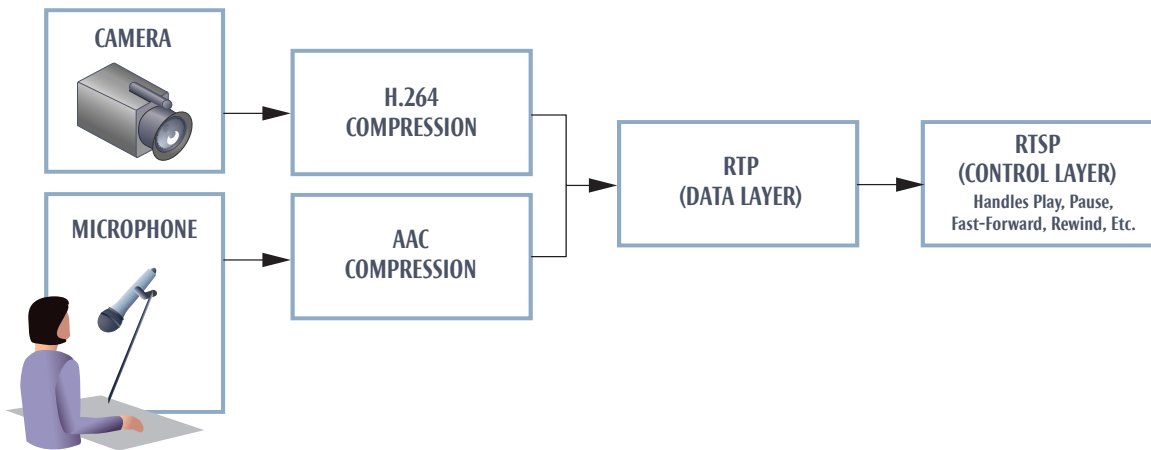 CAMERA
H.264
COMPRESSION
MICROPHONE
AAC
COMPRESSION
RTP
(DATA LAYER)
RTSP
(CONTROL LAYER)
Handles Play, Pause,
Fast-Forward, Rewind, Etc.